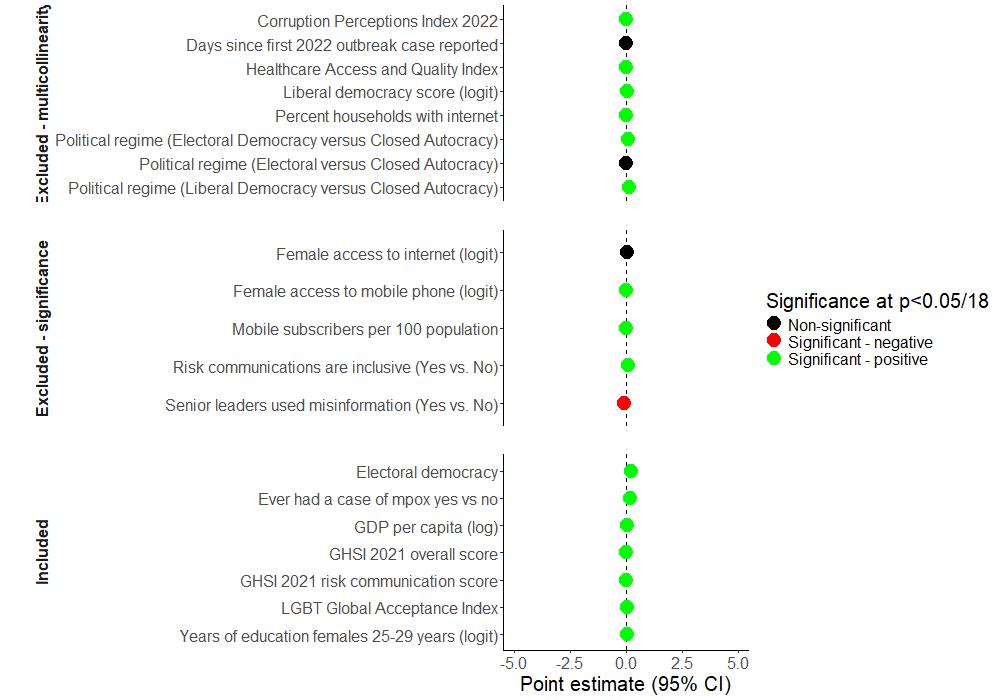 Excluded - multicollinearity
Corruption Perceptions Index 2022
Days since first 2022 outbreak case reported
Healthcare Access and Quality Index
Liberal democracy score (logit)
Percent households with internet
Political regime (Electoral Democracy versus Closed Autocracy)
Political regime (Electoral versus Closed Autocracy)
Political regime (Liberal Democracy versus Closed Autocracy)
Excluded - significance
Female access to internet (logit)
Female access to mobile phone (logit)
Mobile subscribers per 100 population
Risk communications are inclusive (Yes vs. No)
Senior leaders used misinformation (Yes vs. No)
Included
Electoral democracy
Ever had a case of mpox yes vs no
GDP per capita (log)
GHSI 2021 overall score
GHSI 2021 risk communication score
LGBT Global Acceptance Index
Years of education females 25-29 years (logit)
-5.0 -2.5 0.0 2.5 5.0
Point estimate (95% CI)
Significance at p<0.05/18
Non-significant
Significant - negative
Significant - positive